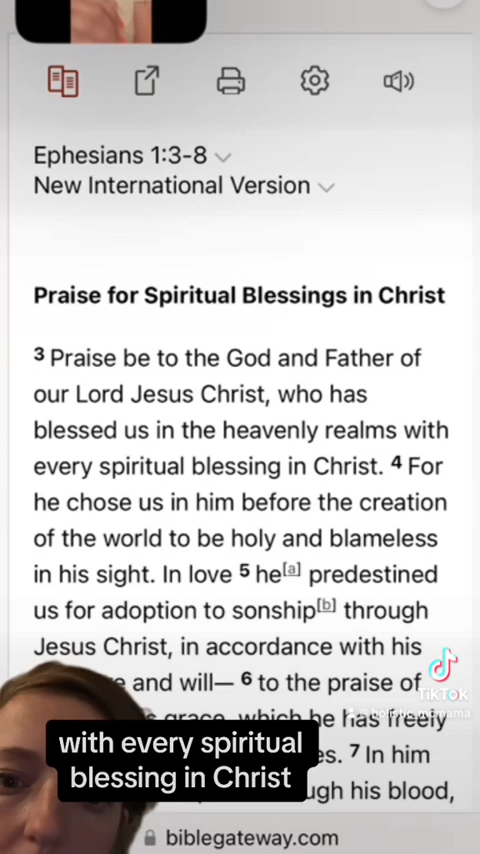 Ephesians 1:3-8
New International Version
Praise for Spiritual Blessings in Christ
3 Praise be to the God and Father of
our Lord Jesus Christ, who has
blessed us in the heavenly realms with
every spiritual blessing in Christ. 4 For
he chose us in him before the creation
of the world to be holy and blameless
in his sight. In love 5 he[a] predestined
us for adoption to sonship[b] through
Jesus Christ, in accordance with his
and will— 6 to the praise of
grace, which he has freely
7 In him
his blood,
TikTok
with every spiritual
blessing in Christ
biblegateway.com